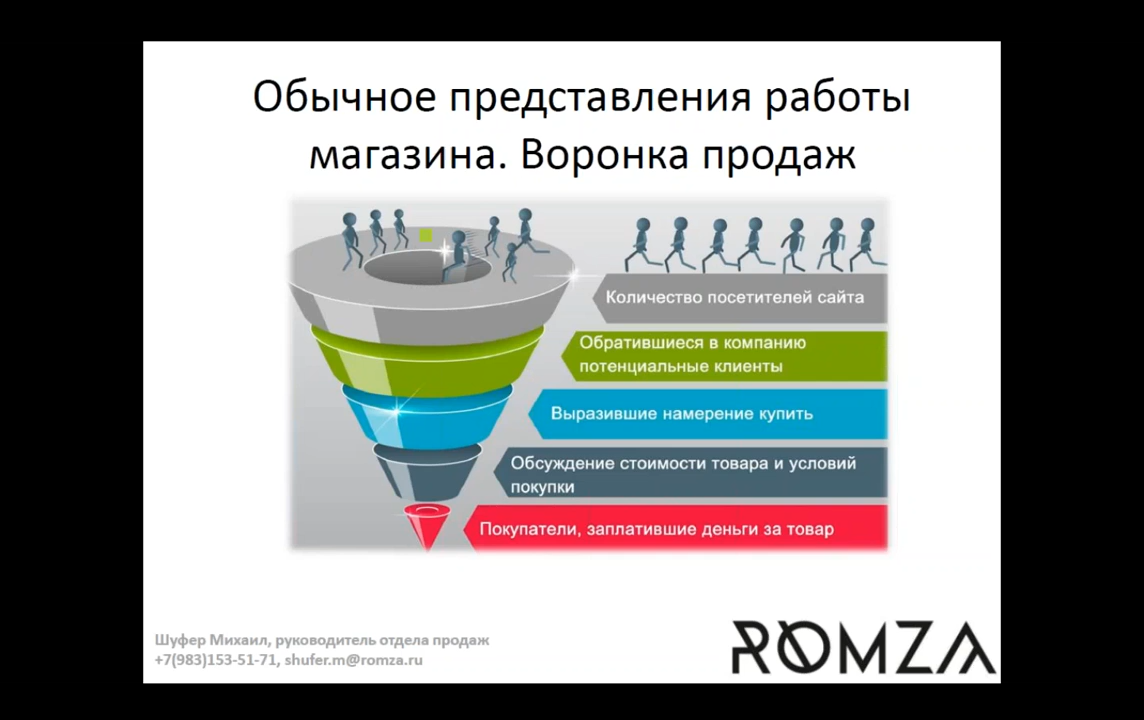 Обычное представления работы
магазина. Воронка продаж
Количество посетителей сайта
Обратившиеся в компанию
потенциальные клиенты
Выразившие намерение купить
Обсуждение стоимости товара и условий
покупки
Покупатели, заплатившие деньги за товар
Шуфер Михаил, руководитель отдела продаж
+7(983)153-51-71, shufer.m@romza.ru
ROMZA